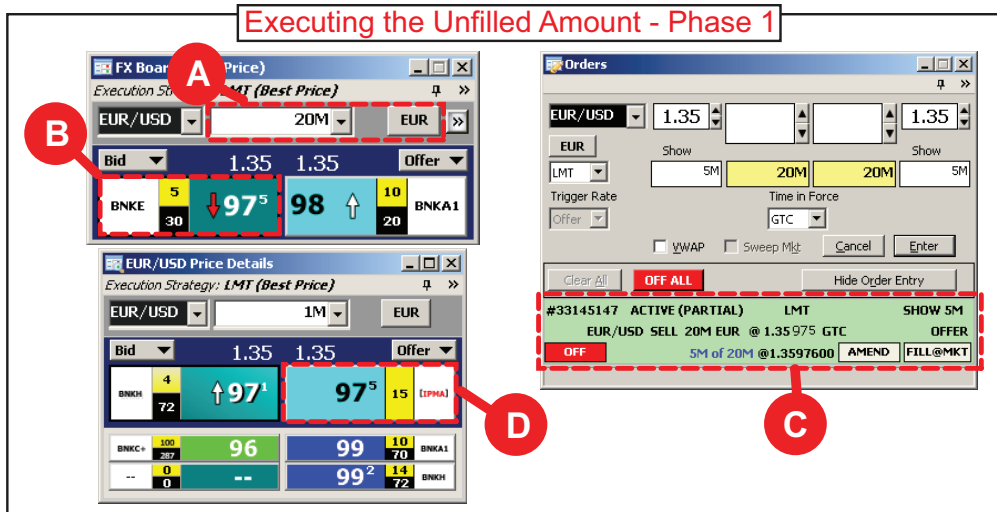 Executing the Unfilled Amount - Phase 1
FX Boar Price)
Execution S LMT (Best Price}
EUR/USD 20M EUR
Bid 1.35 1.35 Offer
BNKE 5 30 97⁵ 98 10 20 BNKA1
A
B
EUR/USD Price Details
Execution Strategy: LMT (Best Price}
EUR/USD 1M EUR
Bid 1.35 1.35 Offer
BNKH 4 72 97¹ 97⁵ 15 [IPMA]
BNKC+ 100 287 96 99 10 70 BNKA1
-- 0 0 -- 99² 14 72 BNKH
D
Orders
EUR/USD 1.35 1.35
EUR Show Show
LMT 5M 20M 20M 5M
Trigger Rate Time in Force
Offer GTC
VWAP Sweep Mkt Cancel Enter
Clear All OFF ALL Hide Order Entry
#33145147 ACTIVE (PARTIAL) LMT SHOW 5M
EUR/USD SELL 20M EUR @ 1.35975 GTC OFFER
OFF 5M of 20M @1.3597600 AMEND FILL@MKT
C